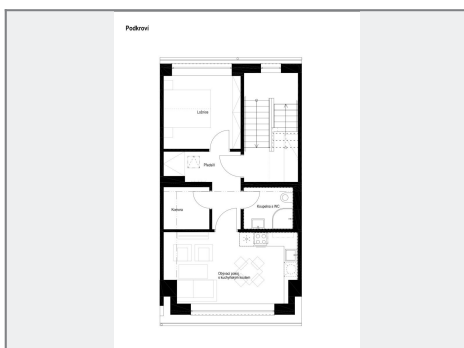 Podkroví
Ložnice
Předsíň
Komora
Koupelna s WC
Obývací pokoj
s kuchyňským koutem